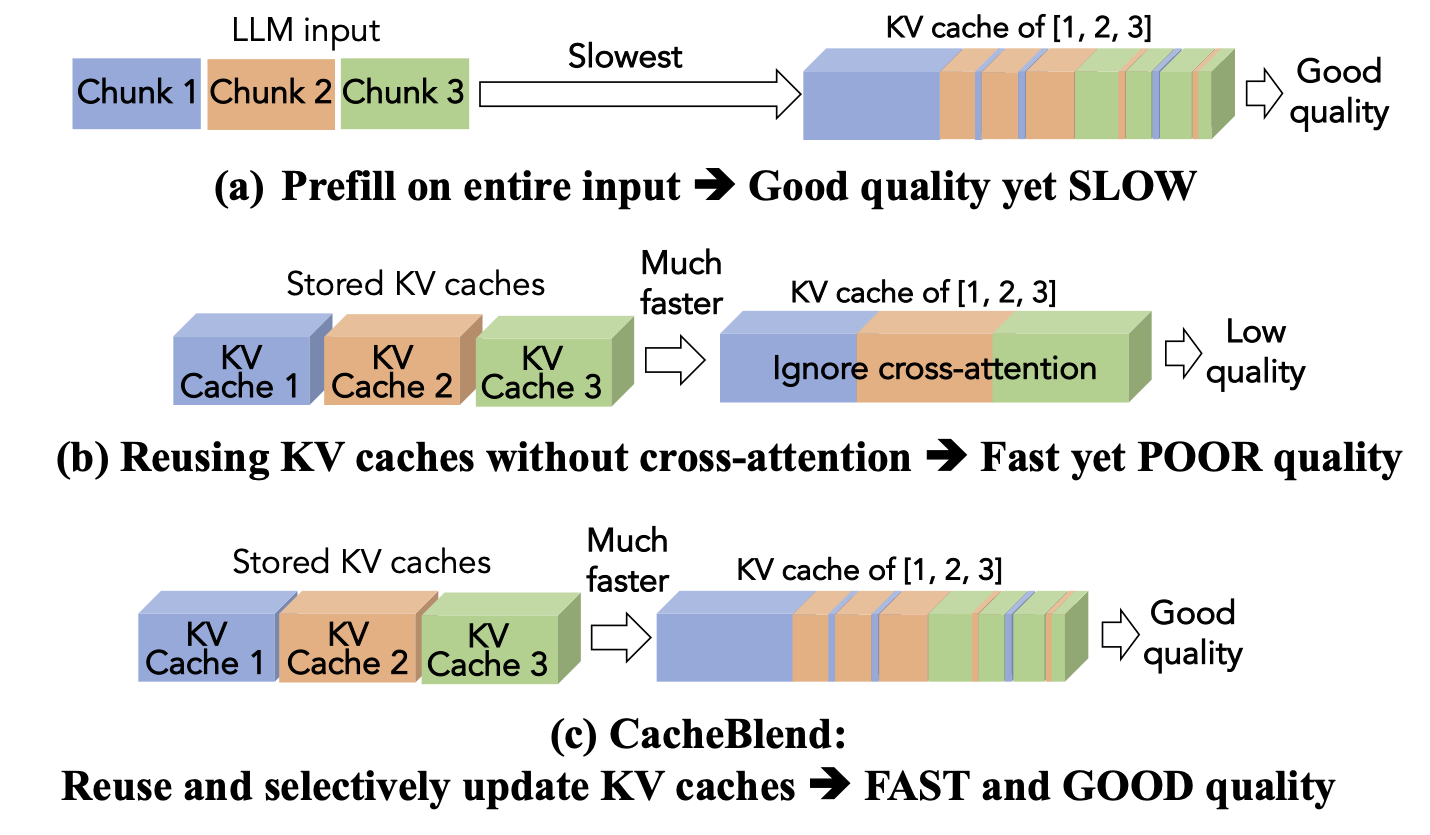 LLM input
Chunk 1 Chunk 2 Chunk 3
Slowest
KV cache of [1, 2, 3]
Good
quality
(a) Prefill on entire input ➔ Good quality yet SLOW
Stored KV caches
KV
Cache 1
KV
Cache 2
KV
Cache 3
Much
faster
KV cache of [1, 2, 3]
Ignore cross-attention
Low
quality
(b) Reusing KV caches without cross-attention ➔ Fast yet POOR quality
Stored KV caches
KV
Cache 1
KV
Cache 2
KV
Cache 3
Much
faster
KV cache of [1, 2, 3]
Good
quality
(c) CacheBlend:
Reuse and selectively update KV caches ➔ FAST and GOOD quality